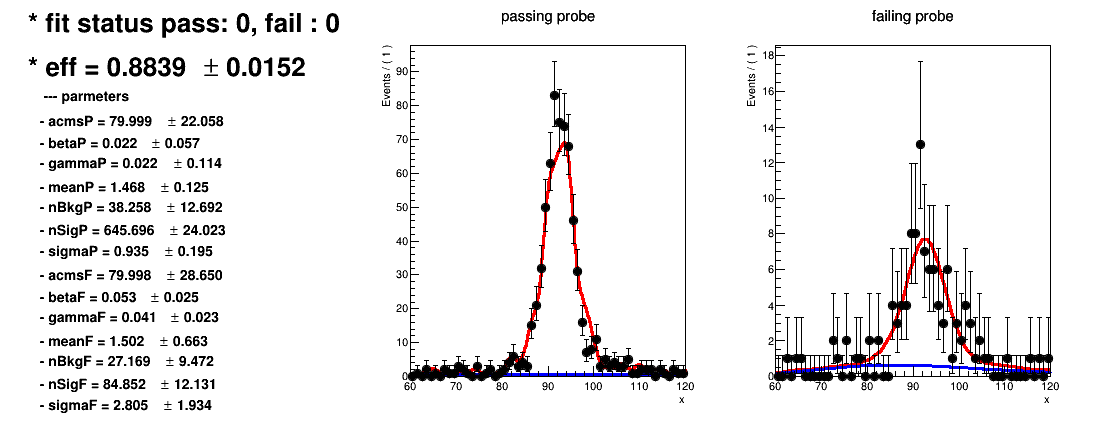 * fit status pass: 0, fail : 0
* eff = 0.8839 ± 0.0152
--- parmeters
- acmsP = 79.999 ± 22.058
- betaP = 0.022 ± 0.057
- gammaP = 0.022 ± 0.114
- meanP = 1.468 ± 0.125
- nBkgP = 38.258 ± 12.692
- nSigP = 645.696 ± 24.023
- sigmaP = 0.935 ± 0.195
- acmsF = 79.998 ± 28.650
- betaF = 0.053 ± 0.025
- gammaF = 0.041 ± 0.023
- meanF = 1.502 ± 0.663
- nBkgF = 27.169 ± 9.472
- nSigF = 84.852 ± 12.131
- sigmaF = 2.805 ± 1.934
passing probe
Events / ( 1 )
90
80
70
60
50
40
30
20
10
0
60 70 80 90 100 110 120
x
failing probe
Events / ( 1 )
18
16
14
12
10
8
6
4
2
0
60 70 80 90 100 110 120
x